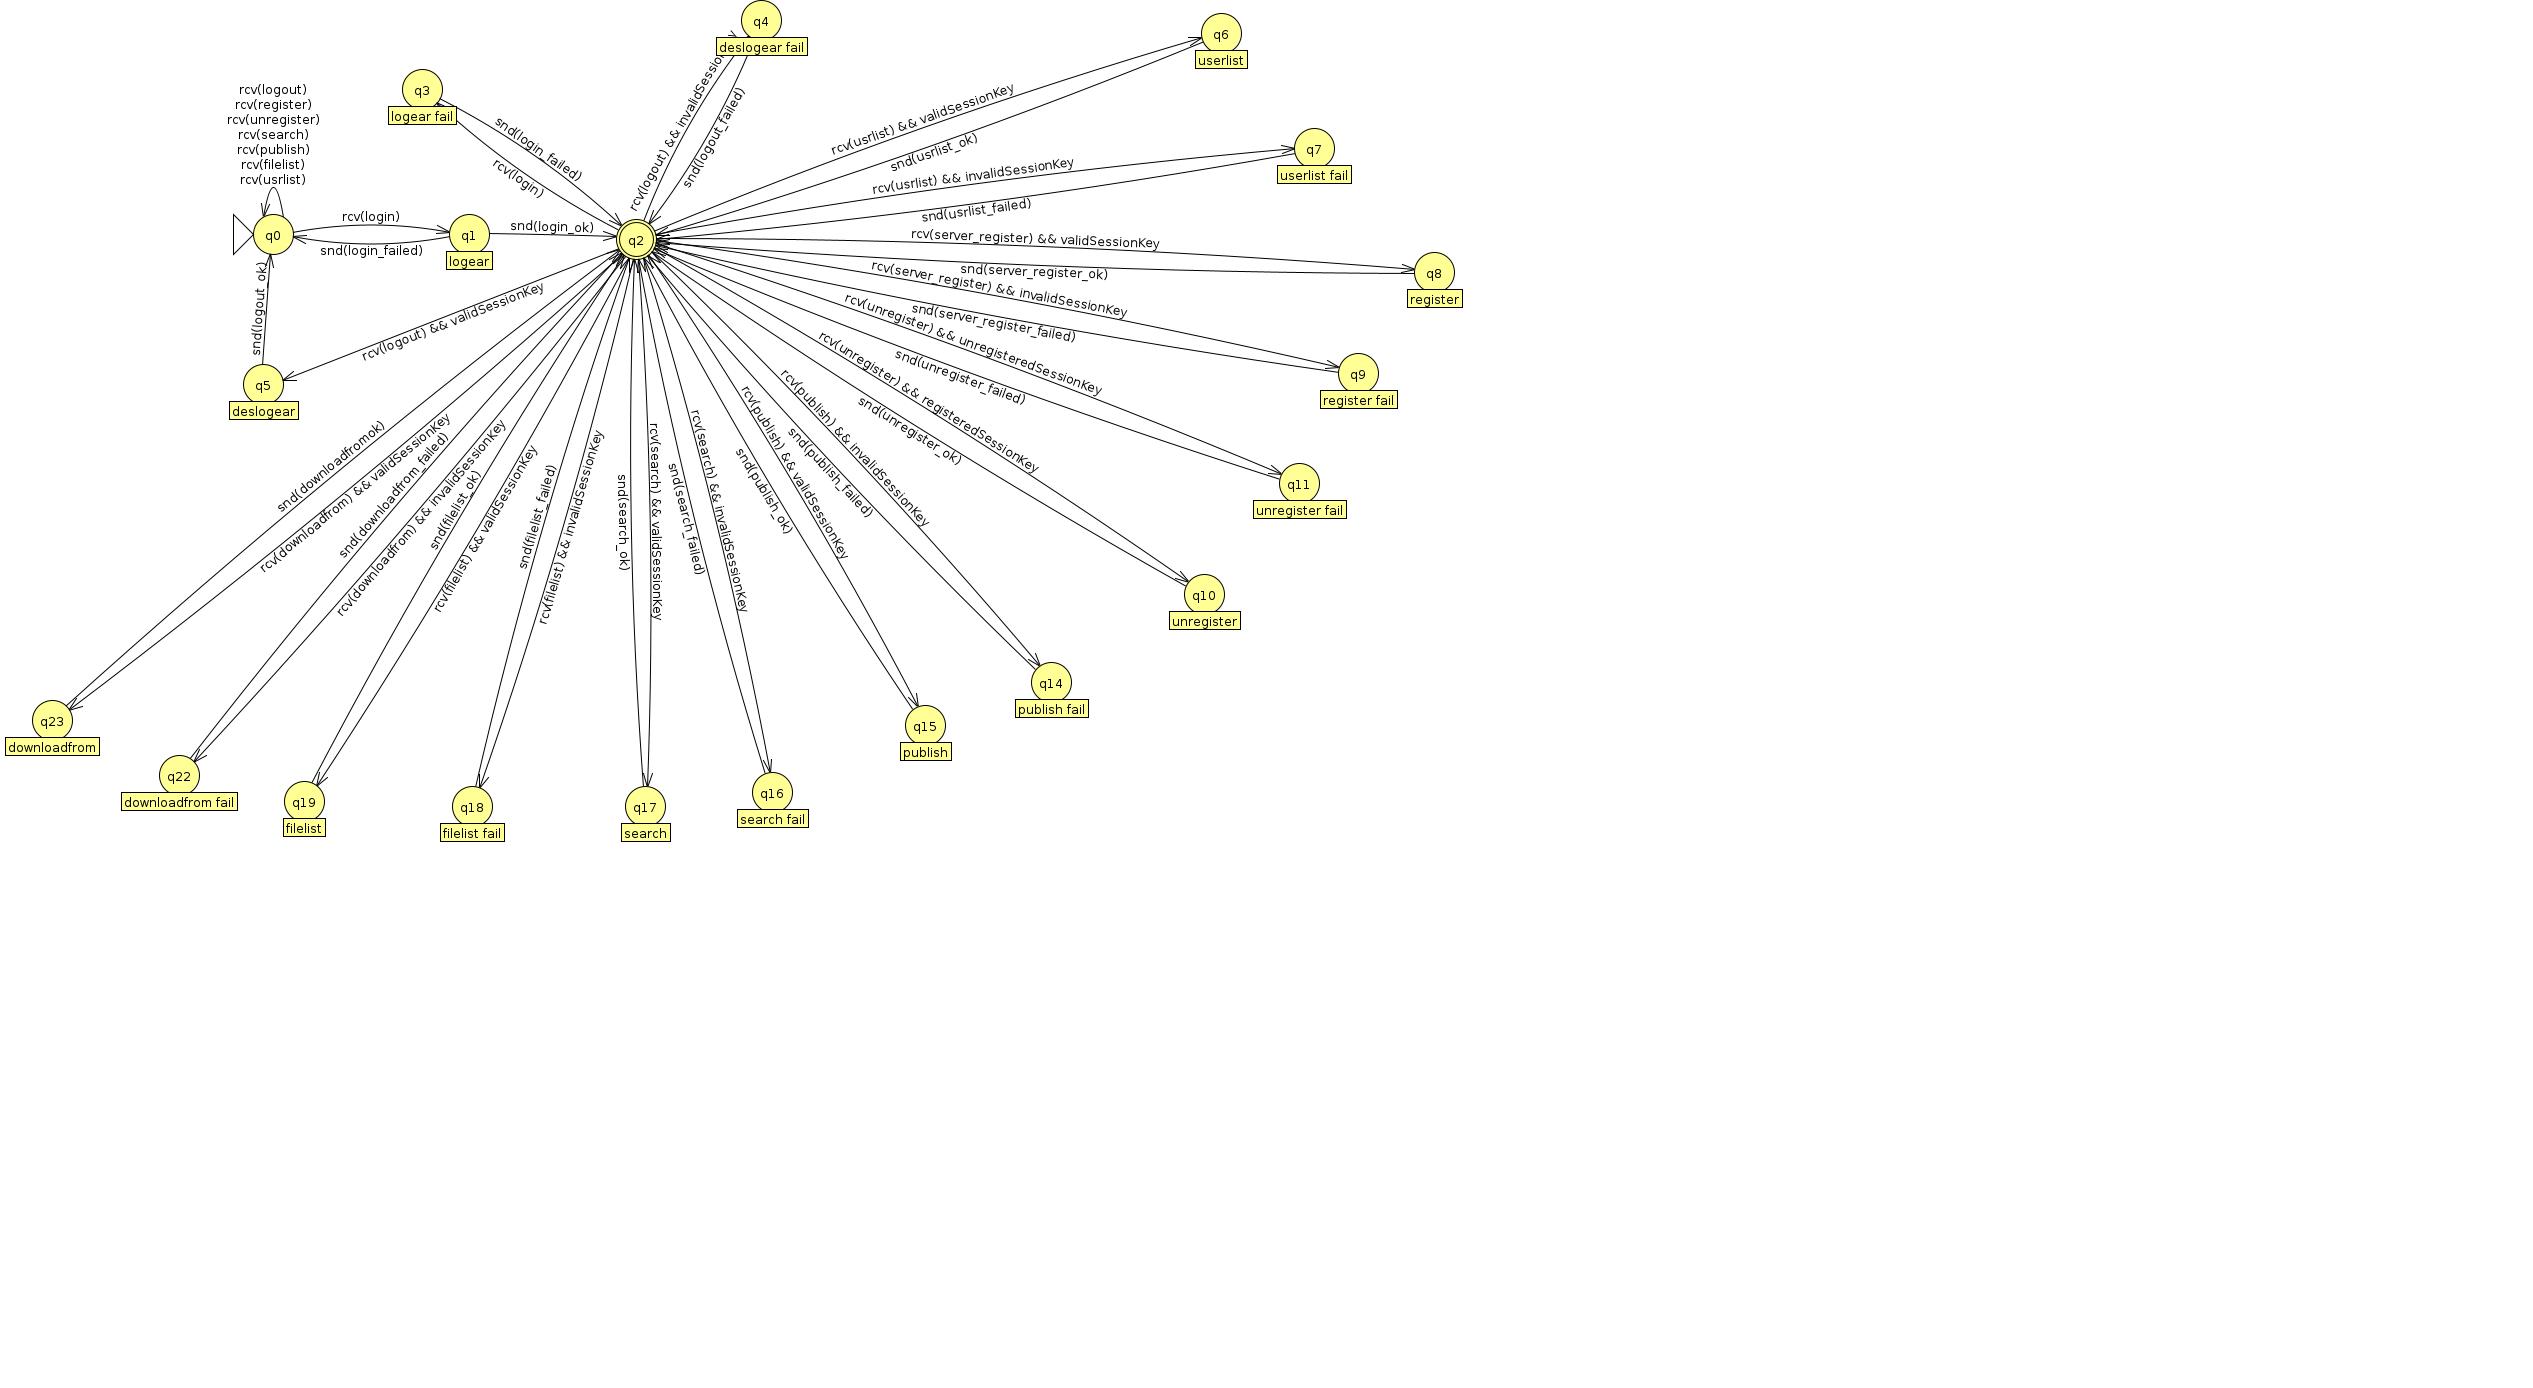 q4
deslogear fail
q6
userlist
q3
logear fail
rcv(logout)
rcv(register)
rcv(unregister)
rcv(search)
rcv(publish)
rcv(filelist)
rcv(usrlist)
q7
userlist fail
rcv(logout) && invalidSession
snd(logout_failed)
snd(login_failed)
rcv(login)
rcv(usrlist) && validSessionKey
snd(usrlist_ok)
rcv(usrlist) && invalidSessionKey
snd(usrlist_failed)
q0
rcv(login)
snd(login_failed)
q1
logear
snd(login_ok)
q2
rcv(server_register) && validSessionKey
snd(server_register_ok)
q8
register
rcv(server_register) && invalidSessionKey
snd(server_register_failed)
q9
register fail
snd(logout_ok)
rcv(logout) && validSessionKey
q5
deslogear
rcv(unregister) && unregisteredSessionKey
snd(unregister_failed)
q11
unregister fail
rcv(unregister) && registeredSessionKey
snd(unregister_ok)
q10
unregister
rcv(publish) && invalidSessionKey
snd(publish_failed)
q14
publish fail
rcv(publish) && validSessionKey
snd(publish_ok)
q15
publish
rcv(search) && invalidSessionKey
snd(search_failed)
q16
search fail
rcv(search) && validSessionKey
snd(search_ok)
q17
search
rcv(filelist) && invalidSessionKey
snd(filelist_failed)
q18
filelist fail
rcv(filelist) && validSessionKey
snd(filelist_ok)
q19
filelist
rcv(downloadfrom) && invalidSessionKey
snd(downloadfrom_failed)
q22
downloadfrom fail
rcv(downloadfrom) && validSessionKey
snd(downloadfromok)
q23
downloadfrom